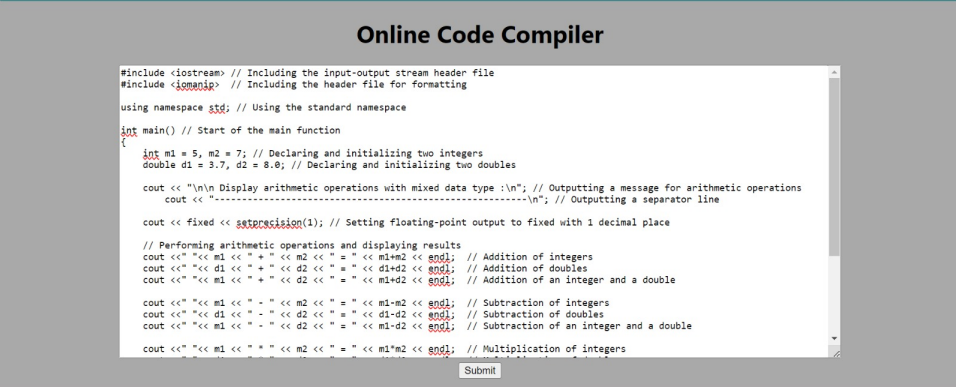 Online Code Compiler
#include <iostream> // Including the input-output stream header file
#include <iomanip>  // Including the header file for formatting
using namespace std; // Using the standard namespace
int main() // Start of the main function
{
    int m1 = 5, m2 = 7; // Declaring and initializing two integers
    double d1 = 3.7, d2 = 8.0; // Declaring and initializing two doubles
    cout << "\n\n Display arithmetic operations with mixed data type :\n"; // Outputting a message for arithmetic operations
        cout << "---------------------------------------------------------\n"; // Outputting a separator line
    cout << fixed << setprecision(1); // Setting floating-point output to fixed with 1 decimal place
    // Performing arithmetic operations and displaying results
    cout <<" "<< m1 << " + " << m2 << " = " << m1+m2 << endl;  // Addition of integers
    cout <<" "<< d1 << " + " << d2 << " = " << d1+d2 << endl;  // Addition of doubles
    cout <<" "<< m1 << " + " << d2 << " = " << m1+d2 << endl;  // Addition of an integer and a double
    cout <<" "<< m1 << " - " << m2 << " = " << m1-m2 << endl;  // Subtraction of integers
    cout <<" "<< d1 << " - " << d2 << " = " << d1-d2 << endl;  // Subtraction of doubles
    cout <<" "<< m1 << " - " << d2 << " = " << m1-d2 << endl;  // Subtraction of an integer and a double
    cout <<" "<< m1 << " * " << m2 << " = " << m1*m2 << endl;  // Multiplication of integers
Submit